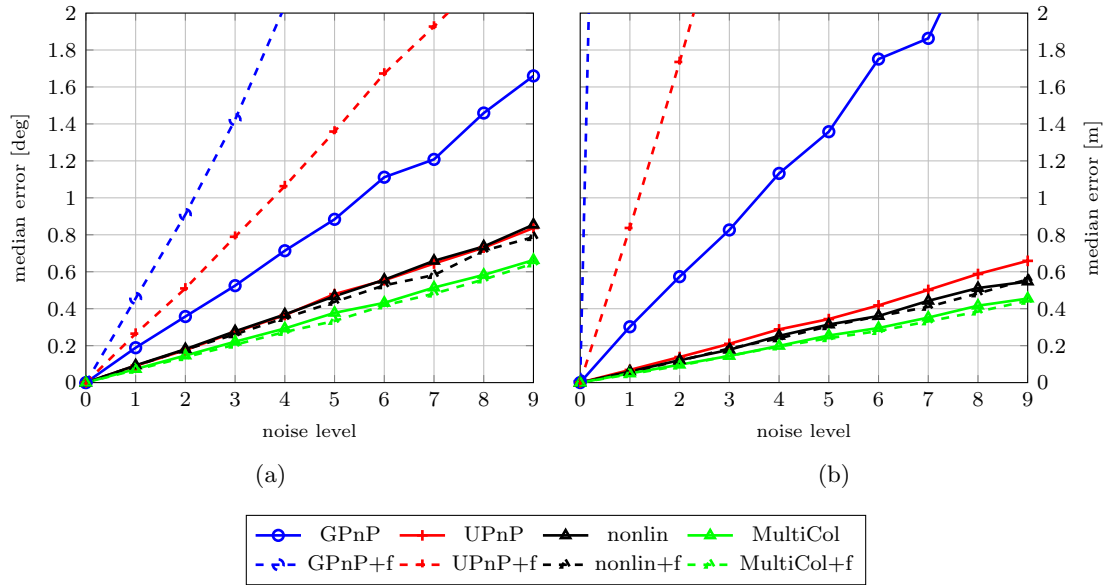 2
1.8
1.6
1.4
1.2
1
0.8
0.6
0.4
0.2
0
median error [deg]
0 1 2 3 4 5 6 7 8 9
noise level
(a)
2
1.8
1.6
1.4
1.2
1
0.8
0.6
0.4
0.2
0
median error [m]
0 1 2 3 4 5 6 7 8 9
noise level
(b)
GPnP UPnP nonlin MultiCol
GPnP+f UPnP+f nonlin+f MultiCol+f